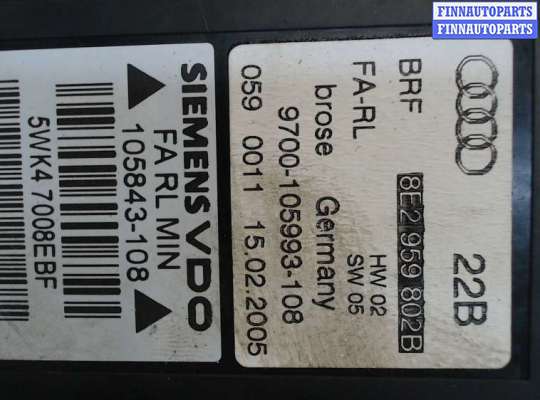 FINNAUTOPARTS
FINNAUTOPARTS
22B
BRF 8E2 959 802B
FA-RL HW 02
SW 05
brose Germany
9700-105993-108
059 0011 15.02.2005
SIEMENS VDO
FA RL MIN
105843-108
5WK4 7008EBF